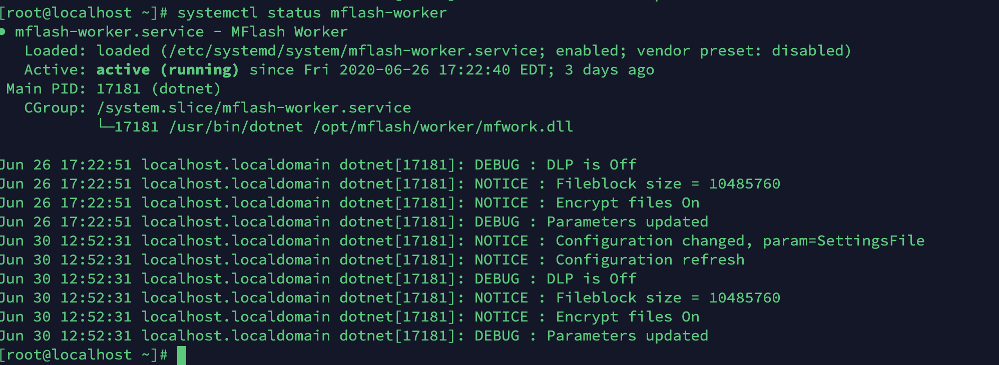 [root@localhost ~]# systemctl status mflash-worker
● mflash-worker.service - MFlash Worker
   Loaded: loaded (/etc/systemd/system/mflash-worker.service; enabled; vendor preset: disabled)
   Active: active (running) since Fri 2020-06-26 17:22:40 EDT; 3 days ago
 Main PID: 17181 (dotnet)
   CGroup: /system.slice/mflash-worker.service
           └─17181 /usr/bin/dotnet /opt/mflash/worker/mfwork.dll

Jun 26 17:22:51 localhost.localdomain dotnet[17181]: DEBUG : DLP is Off
Jun 26 17:22:51 localhost.localdomain dotnet[17181]: NOTICE : Fileblock size = 10485760
Jun 26 17:22:51 localhost.localdomain dotnet[17181]: NOTICE : Encrypt files On
Jun 26 17:22:51 localhost.localdomain dotnet[17181]: DEBUG : Parameters updated
Jun 30 12:52:31 localhost.localdomain dotnet[17181]: NOTICE : Configuration changed, param=SettingsFile
Jun 30 12:52:31 localhost.localdomain dotnet[17181]: NOTICE : Configuration refresh
Jun 30 12:52:31 localhost.localdomain dotnet[17181]: DEBUG : DLP is Off
Jun 30 12:52:31 localhost.localdomain dotnet[17181]: NOTICE : Fileblock size = 10485760
Jun 30 12:52:31 localhost.localdomain dotnet[17181]: NOTICE : Encrypt files On
Jun 30 12:52:31 localhost.localdomain dotnet[17181]: DEBUG : Parameters updated
[root@localhost ~]#